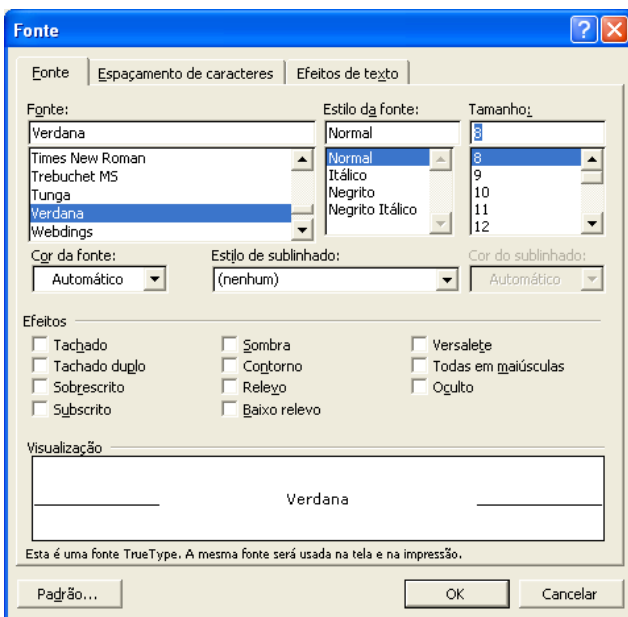 Fonte
Fonte Espaçamento de caracteres Efeitos de texto
Fonte: Estilo da fonte: Tamanho:
Verdana Normal 8
Times New Roman Normal 8
Trebuchet MS Itálico 9
Tunga Negrito 10
Verdana Negrito Itálico 11
Webdings 12
Cor da fonte: Estilo de sublinhado: Cor do sublinhado:
Automático (nenhum) Automático
Efeitos
Tachado Sombra Versalete
Tachado duplo Contorno Todas em maiúsculas
Sobrescrito Relevo Oculto
Subscrito Baixo relevo
Visualização
Verdana
Esta é uma fonte TrueType. A mesma fonte será usada na tela e na impressão.
Padrão... OK Cancelar